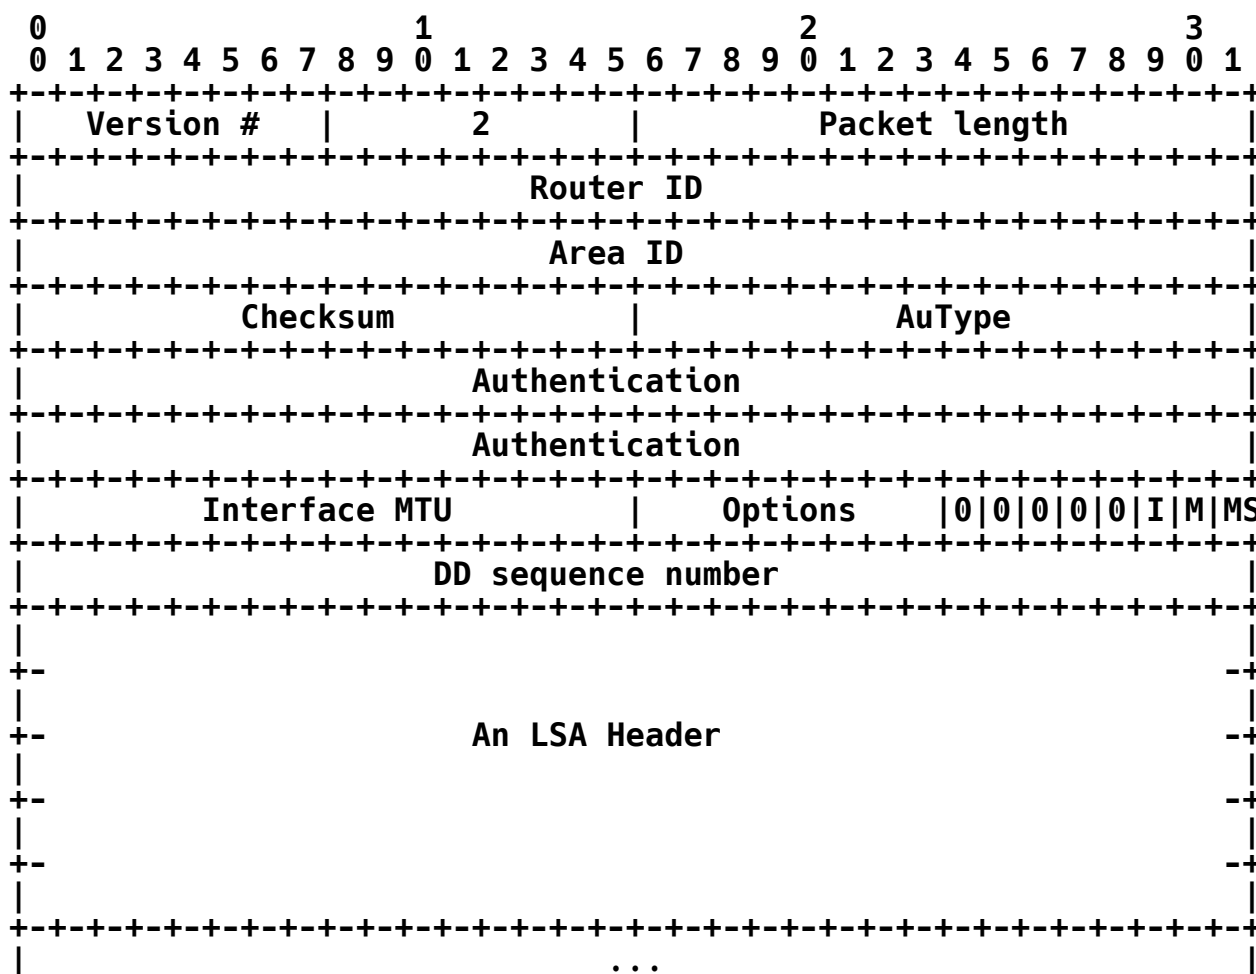 0                   1                   2                   3
0 1 2 3 4 5 6 7 8 9 0 1 2 3 4 5 6 7 8 9 0 1 2 3 4 5 6 7 8 9 0 1
+-+-+-+-+-+-+-+-+-+-+-+-+-+-+-+-+-+-+-+-+-+-+-+-+-+-+-+-+-+-+-+-+
|   Version #   |       2       |         Packet length         |
+-+-+-+-+-+-+-+-+-+-+-+-+-+-+-+-+-+-+-+-+-+-+-+-+-+-+-+-+-+-+-+-+
|                          Router ID                            |
+-+-+-+-+-+-+-+-+-+-+-+-+-+-+-+-+-+-+-+-+-+-+-+-+-+-+-+-+-+-+-+-+
|                           Area ID                             |
+-+-+-+-+-+-+-+-+-+-+-+-+-+-+-+-+-+-+-+-+-+-+-+-+-+-+-+-+-+-+-+-+
|           Checksum            |             AuType            |
+-+-+-+-+-+-+-+-+-+-+-+-+-+-+-+-+-+-+-+-+-+-+-+-+-+-+-+-+-+-+-+-+
|                       Authentication                          |
+-+-+-+-+-+-+-+-+-+-+-+-+-+-+-+-+-+-+-+-+-+-+-+-+-+-+-+-+-+-+-+-+
|                       Authentication                          |
+-+-+-+-+-+-+-+-+-+-+-+-+-+-+-+-+-+-+-+-+-+-+-+-+-+-+-+-+-+-+-+-+
|         Interface MTU         |    Options    |0|0|0|0|0|I|M|MS
+-+-+-+-+-+-+-+-+-+-+-+-+-+-+-+-+-+-+-+-+-+-+-+-+-+-+-+-+-+-+-+-+
|                     DD sequence number                        |
+-+-+-+-+-+-+-+-+-+-+-+-+-+-+-+-+-+-+-+-+-+-+-+-+-+-+-+-+-+-+-+-+
|                                                               |
+-                                                             -+
|                                                               |
+-                      An LSA Header                          -+
|                                                               |
+-                                                             -+
|                                                               |
+-                                                             -+
|                                                               |
+-+-+-+-+-+-+-+-+-+-+-+-+-+-+-+-+-+-+-+-+-+-+-+-+-+-+-+-+-+-+-+-+
|                              ...                              |